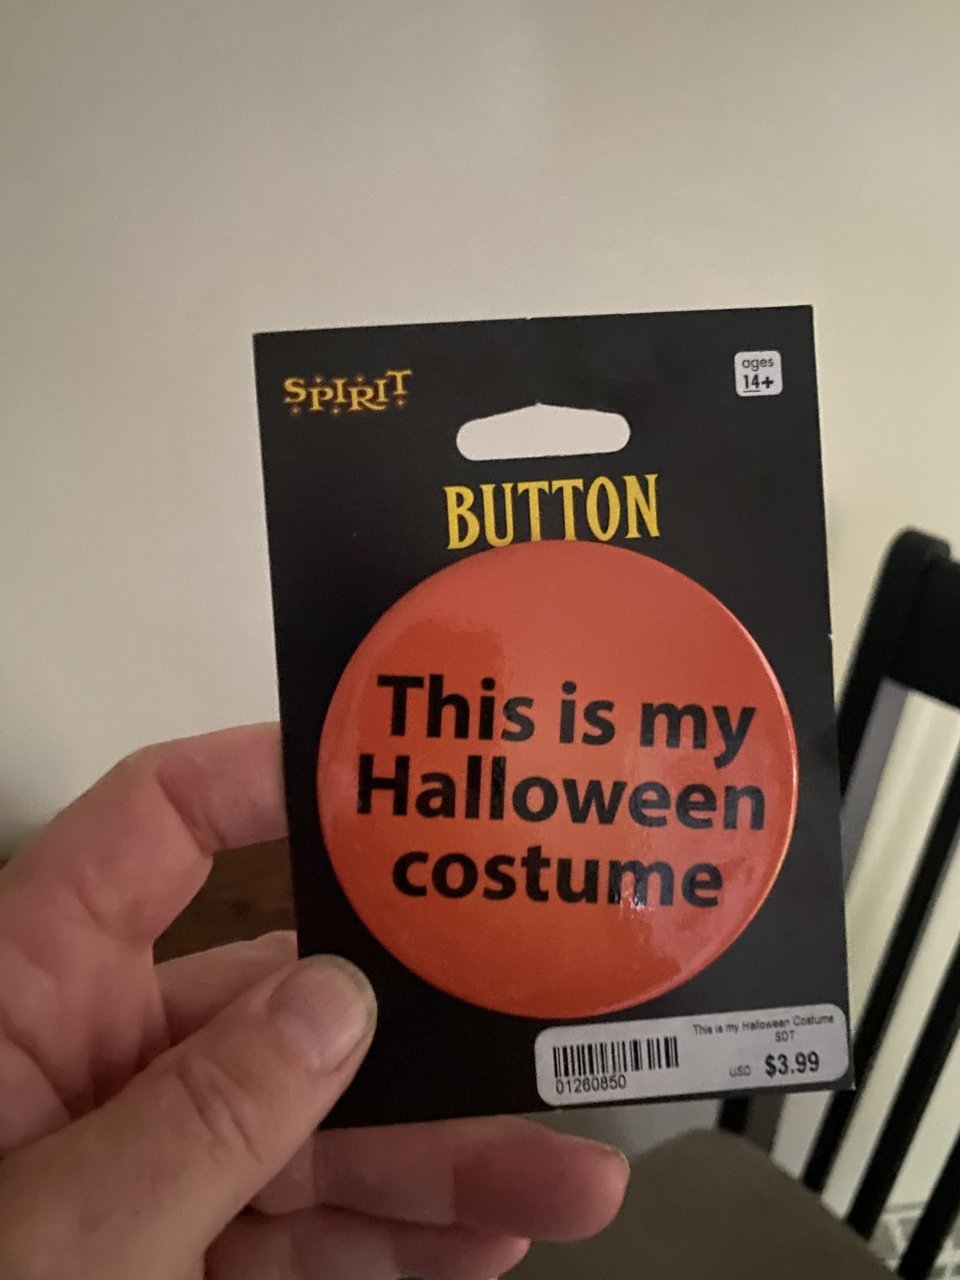 SPIRIT
ages
14+
BUTTON
This is my
Halloween
costume
This is my Halloween Costume
SDT
01260850
USD $3.99